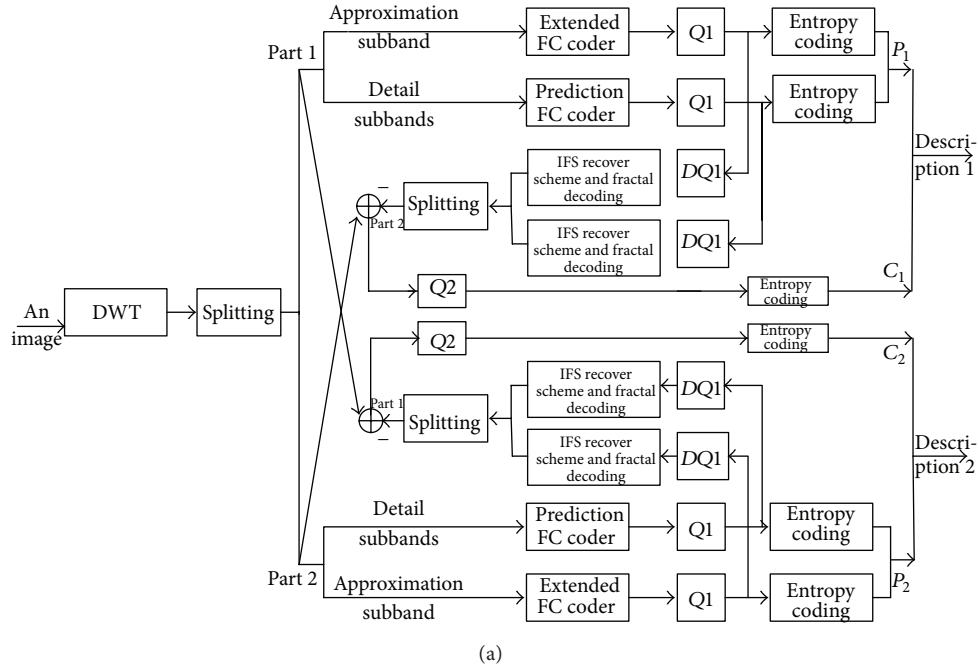 Approximation
subband
Extended
FC coder
Q1
Entropy
coding
P1
Part 1
Detail
subbands
Prediction
FC coder
Q1
Entropy
coding
Descri-
ption 1
IFS recover
scheme and fractal
decoding
DQ1
−
Splitting
Part 2
IFS recover
scheme and fractal
decoding
DQ1
Q2
Entropy
coding
C1
An
image
DWT
Splitting
Q2
Entropy
coding
C2
IFS recover
scheme and fractal
decoding
DQ1
Part 1
−
Splitting
IFS recover
scheme and fractal
decoding
DQ1
Descri-
ption 2
Detail
subbands
Prediction
FC coder
Q1
Entropy
coding
Part 2
Approximation
subband
Extended
FC coder
Q1
Entropy
coding
P2
(a)